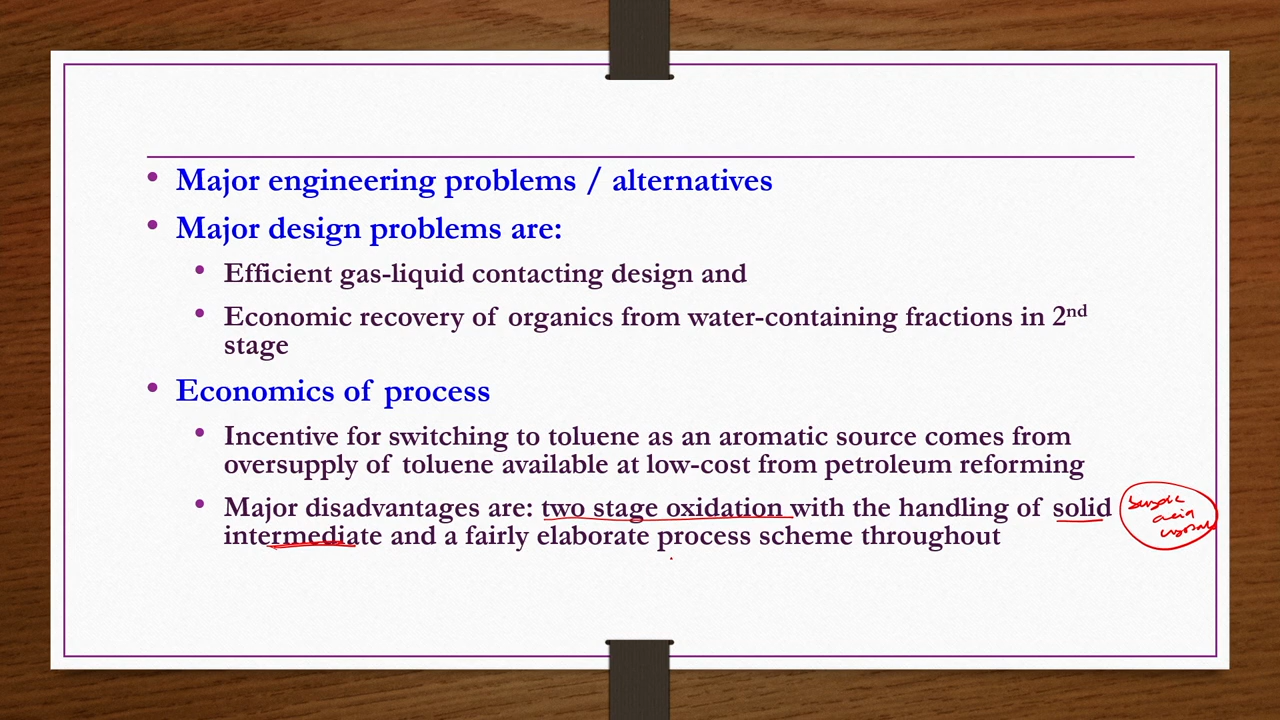 • Major engineering problems / alternatives
• Major design problems are:
• Efficient gas-liquid contacting design and
• Economic recovery of organics from water-containing fractions in 2nd
stage
• Economics of process
• Incentive for switching to toluene as an aromatic source comes from
oversupply of toluene available at low-cost from petroleum reforming
• Major disadvantages are: two stage oxidation with the handling of solid
intermediate and a fairly elaborate process scheme throughout
acid